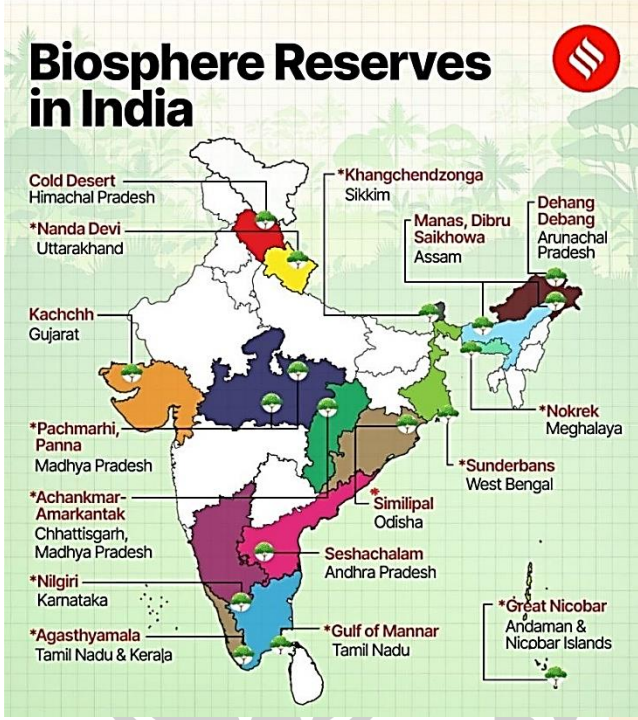 Biosphere Reserves
in India
Cold Desert
Himachal Pradesh
*Nanda Devi
Uttarakhand
Kachchh
Gujarat
*Pachmarhi,
Panna
Madhya Pradesh
*Achankmar-
Amarkantak
Chhattisgarh,
Madhya Pradesh
*Nilgiri
Karnataka
*Agasthyamala
Tamil Nadu & Kerala
*Khangchendzonga
Sikkim
Manas, Dibru
Saikhowa
Assam
Dehang
Debang
Arunachal
Pradesh
*Nokrek
Meghalaya
*Sunderbans
West Bengal
*Similipal
Odisha
Seshachalam
Andhra Pradesh
*Gulf of Mannar
Tamil Nadu
*Great Nicobar
Andaman &
Nicobar Islands